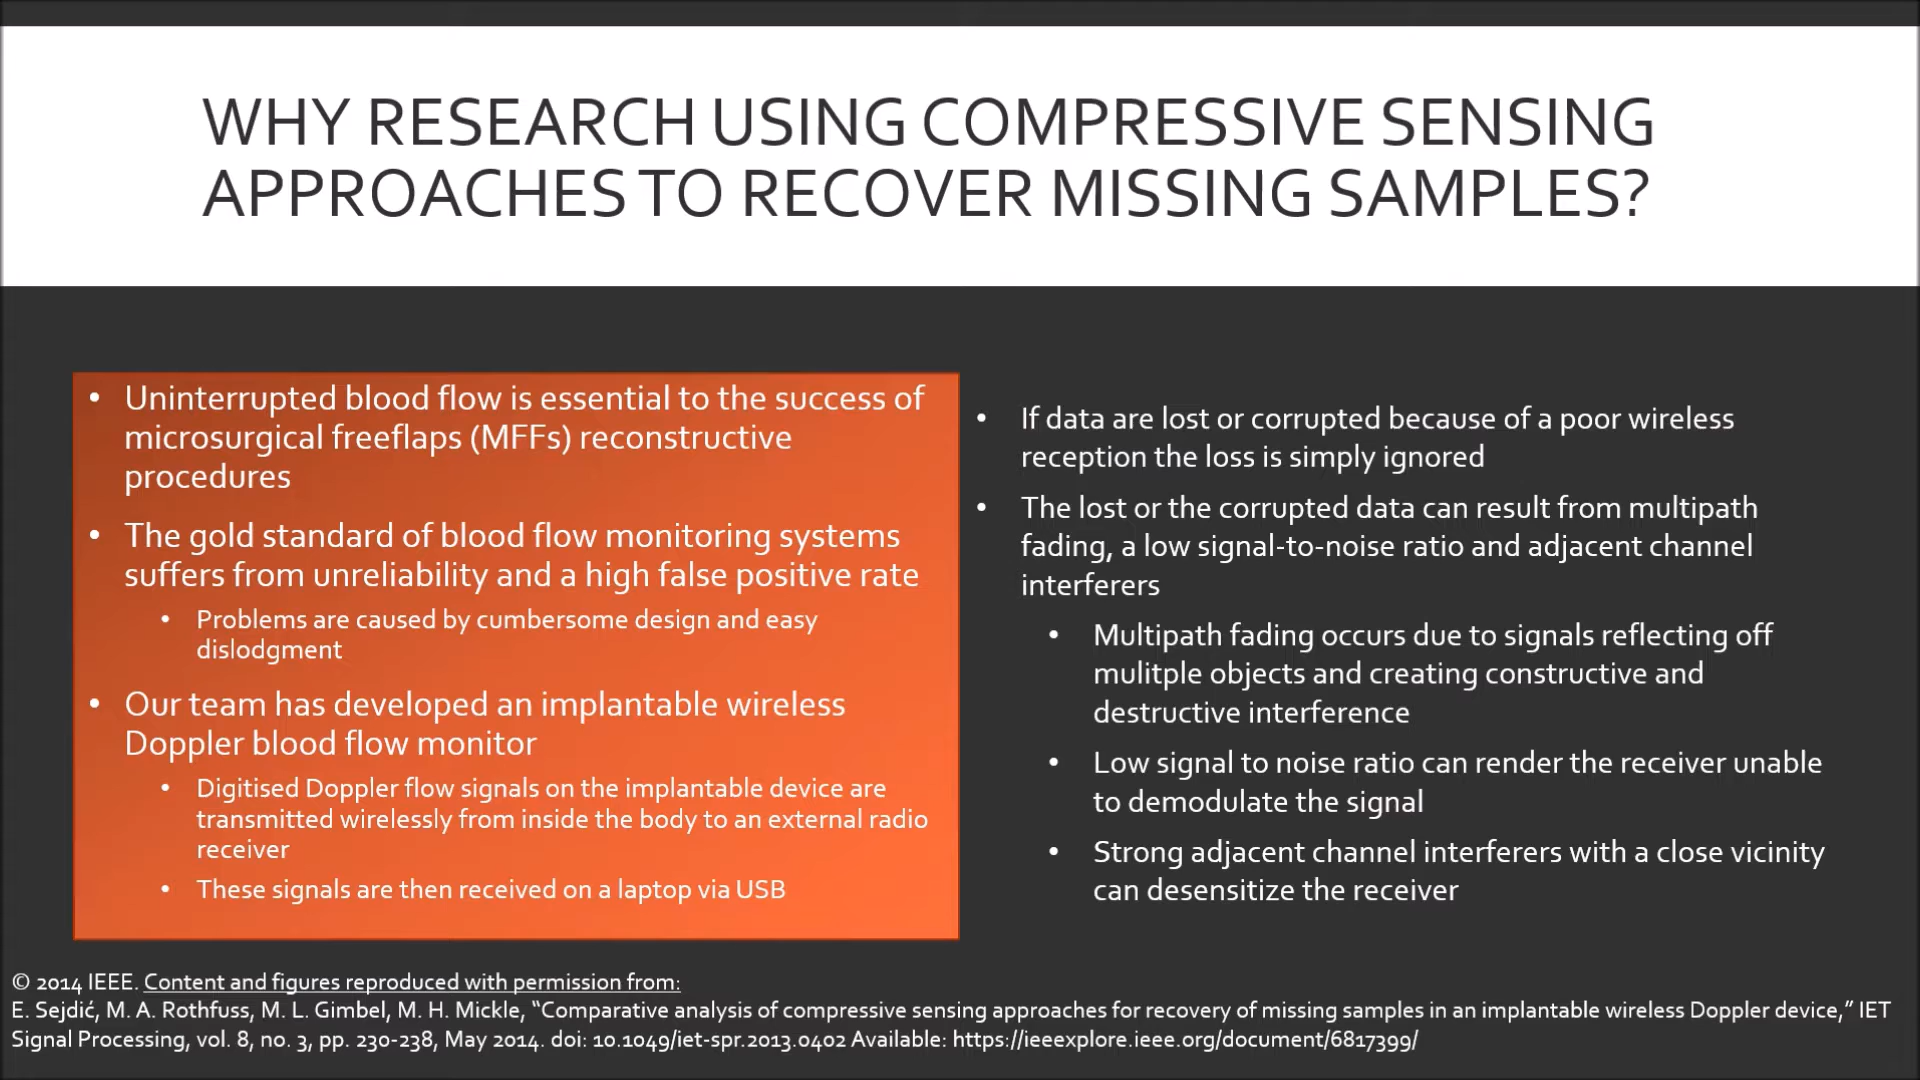 WHY RESEARCH USING COMPRESSIVE SENSING
APPROACHES TO RECOVER MISSING SAMPLES?
• Uninterrupted blood flow is essential to the success of
microsurgical freeflaps (MFFs) reconstructive
procedures
• The gold standard of blood flow monitoring systems
suffers from unreliability and a high false positive rate
• Problems are caused by cumbersome design and easy
dislodgment
• Our team has developed an implantable wireless
Doppler blood flow monitor
• Digitised Doppler flow signals on the implantable device are
transmitted wirelessly from inside the body to an external radio
receiver
• These signals are then received on a laptop via USB
• If data are lost or corrupted because of a poor wireless
reception the loss is simply ignored
• The lost or the corrupted data can result from multipath
fading, a low signal-to-noise ratio and adjacent channel
interferers
• Multipath fading occurs due to signals reflecting off
mulitple objects and creating constructive and
destructive interference
• Low signal to noise ratio can render the receiver unable
to demodulate the signal
• Strong adjacent channel interferers with a close vicinity
can desensitize the receiver
© 2014 IEEE. Content and figures reproduced with permission from:
E. Sejdić, M. A. Rothfuss, M. L. Gimbel, M. H. Mickle, “Comparative analysis of compressive sensing approaches for recovery of missing samples in an implantable wireless Doppler device,” IET
Signal Processing, vol. 8, no. 3, pp. 230-238, May 2014. doi: 10.1049/iet-spr.2013.0402 Available: https://ieeexplore.ieee.org/document/6817399/